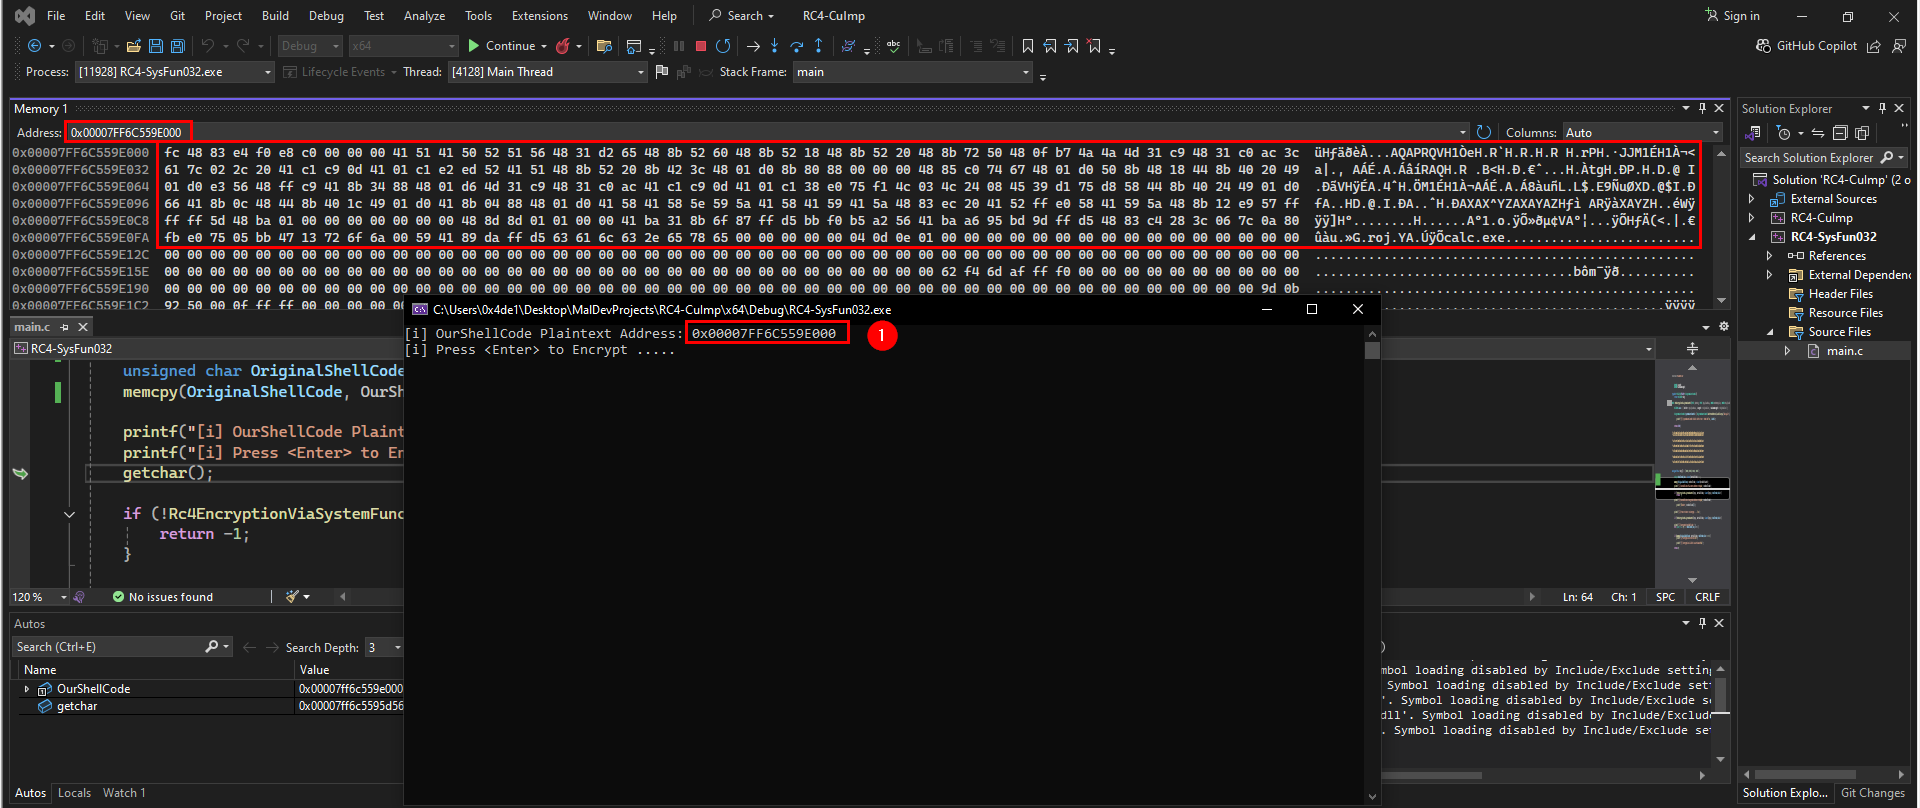 File Edit View Git Project Build Debug Test Analyze Tools Extensions Window Help Search RC4-CuImp Sign in
Debug x64 Continue GitHub Copilot
Process: [11928] RC4-SysFun032.exe Lifecycle Events Thread: [4128] Main Thread Stack Frame: main
Memory 1
Address: 0x00007FF6C559E000 Columns: Auto
0x00007FF6C559E000 fc 48 83 e4 f0 e8 c0 00 00 00 41 51 41 50 52 51 56 48 31 d2 65 48 8b 52 60 48 8b 52 18 48 8b 52 20 48 8b 72 50 48 0f b7 4a 4a 4d 31 c9 48 31 c0 ac 3c üHƒäðèÀ...AQAPRQVH1ÒeH.R`H.R.H.R H.rPH.·JJM1ÉH1À¬<
0x00007FF6C559E032 61 7c 02 2c 20 41 c1 c9 0d 41 01 c1 e2 ed 52 41 51 48 8b 52 20 8b 42 3c 48 01 d0 8b 80 88 00 00 00 48 85 c0 74 67 48 01 d0 50 8b 48 18 44 8b 40 20 49 a|., AÁÉ.A.ÁâíRAQH.R .B<H.Ð.€ˆ...H.ÀtgH.ÐP.H.D.@ I
0x00007FF6C559E064 01 d0 e3 56 48 ff c9 41 8b 34 88 48 01 d6 4d 31 c9 48 31 c0 ac 41 c1 c9 0d 41 01 c1 38 e0 75 f1 4c 03 4c 24 08 45 39 d1 75 d8 58 44 8b 40 24 49 01 d0 .ÐãVHÿÉA.4ˆH.ÖM1ÉH1À¬AÁÉ.A.Á8àuñL.L$.E9ÑuØXD.@$I.Ð
0x00007FF6C559E096 66 41 8b 0c 48 44 8b 40 1c 49 01 d0 41 8b 04 88 48 01 d0 41 58 41 58 5e 59 5a 41 58 41 59 41 5a 48 83 ec 20 41 52 ff e0 58 41 59 5a 48 8b 12 e9 57 ff fA..HD.@.I.ÐA..ˆH.ÐAXAX^YZAXAYAZHƒì ARÿàXAYZH..éWÿ
0x00007FF6C559E0C8 ff ff 5d 48 ba 01 00 00 00 00 00 00 00 48 8d 8d 01 01 00 00 41 ba 31 8b 6f 87 ff d5 bb f0 b5 a2 56 41 ba a6 95 bd 9d ff d5 48 83 c4 28 3c 06 7c 0a 80 ÿÿ]Hº........H......Aº1.o.ÿÕ»ðµ¢VAº¦...ÿÕHƒÄ(<.|.€
0x00007FF6C559E0FA fb e0 75 05 bb 47 13 72 6f 6a 00 59 41 89 da ff d5 63 61 6c 63 2e 65 78 65 00 00 00 00 00 00 04 0d 0e 01 00 00 00 00 00 00 00 00 00 00 00 00 00 00 00 ûàu.»G.roj.YA.ÚÿÕcalc.exe.........................
0x00007FF6C559E12C 00 00 00 00 00 00 00 00 00 00 00 00 00 00 00 00 00 00 00 00 00 00 00 00 00 00 00 00 00 00 00 00 00 00 00 00 00 00 00 00 00 00 00 00 00 00 00 00 00 00 ..................................................
0x00007FF6C559E15E 00 00 00 00 00 00 00 00 00 00 00 00 00 00 00 00 00 00 00 00 00 00 00 00 00 00 00 00 00 00 00 00 00 00 62 f4 6d af ff f0 00 00 00 00 00 00 00 00 00 00 ..................................bôm¯ÿð..........
0x00007FF6C559E190 00 00 00 00 00 00 00 00 00 00 00 00 00 00 00 00 00 00 00 00 00 00 00 00 00 00 00 00 00 00 00 00 00 00 00 00 00 00 00 00 00 00 00 00 00 00 00 00 9d 0b
0x00007FF6C559E1C2 92 50 00 0f ff ff 00 00 00 00
C:\Users\0x4de1\Desktop\MalDevProjects\RC4-CuImp\x64\Debug\RC4-SysFun032.exe
[i] OurShellCode Plaintext Address: 0x00007FF6C559E000 1
[i] Press <Enter> to Encrypt .....
main.c
RC4-SysFun032
unsigned char OriginalShellCode
memcpy(OriginalShellCode, OurSh
printf("[i] OurShellCode Plaint
printf("[i] Press <Enter> to En
getchar();
if (!Rc4EncryptionViaSystemFunc
return -1;
}
120 % No issues found Ln: 64 Ch: 1 SPC CRLF
Autos
Search (Ctrl+E) Search Depth: 3
Name Value
OurShellCode 0x00007ff6c559e000
getchar 0x00007ff6c5595d56
Autos Locals Watch 1
mbol loading disabled by Include/Exclude setting
Symbol loading disabled by Include/Exclude set
'. Symbol loading disabled by Include/Exclude s
dll'. Symbol loading disabled by Include/Exclude
. Symbol loading disabled by Include/Exclude se
Solution Explorer
Search Solution Explorer
Solution 'RC4-CuImp' (2 o
External Sources
RC4-CuImp
RC4-SysFun032
References
External Dependenc
Header Files
Resource Files
Source Files
main.c
Solution Explo... Git Changes